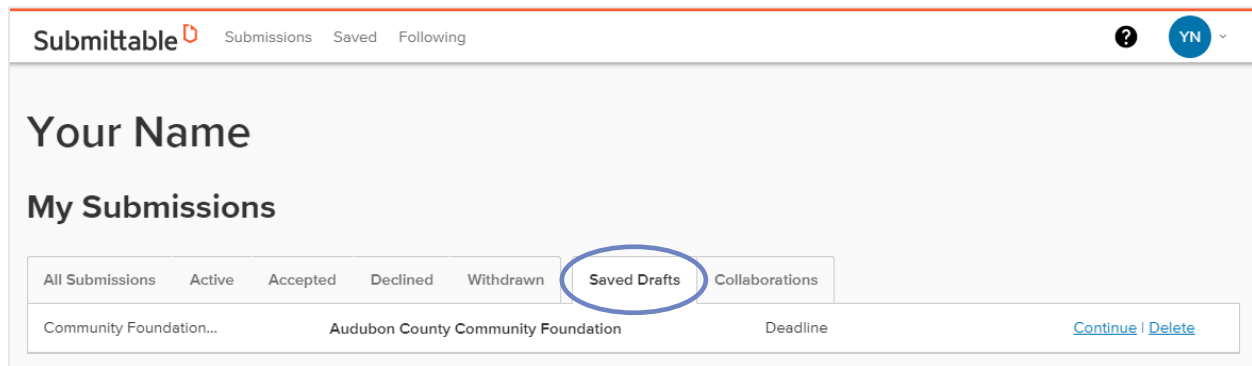 Submittable Submissions Saved Following ? YN
Your Name
My Submissions
All Submissions Active Accepted Declined Withdrawn Saved Drafts Collaborations
Community Foundation... Audubon County Community Foundation Deadline Continue | Delete